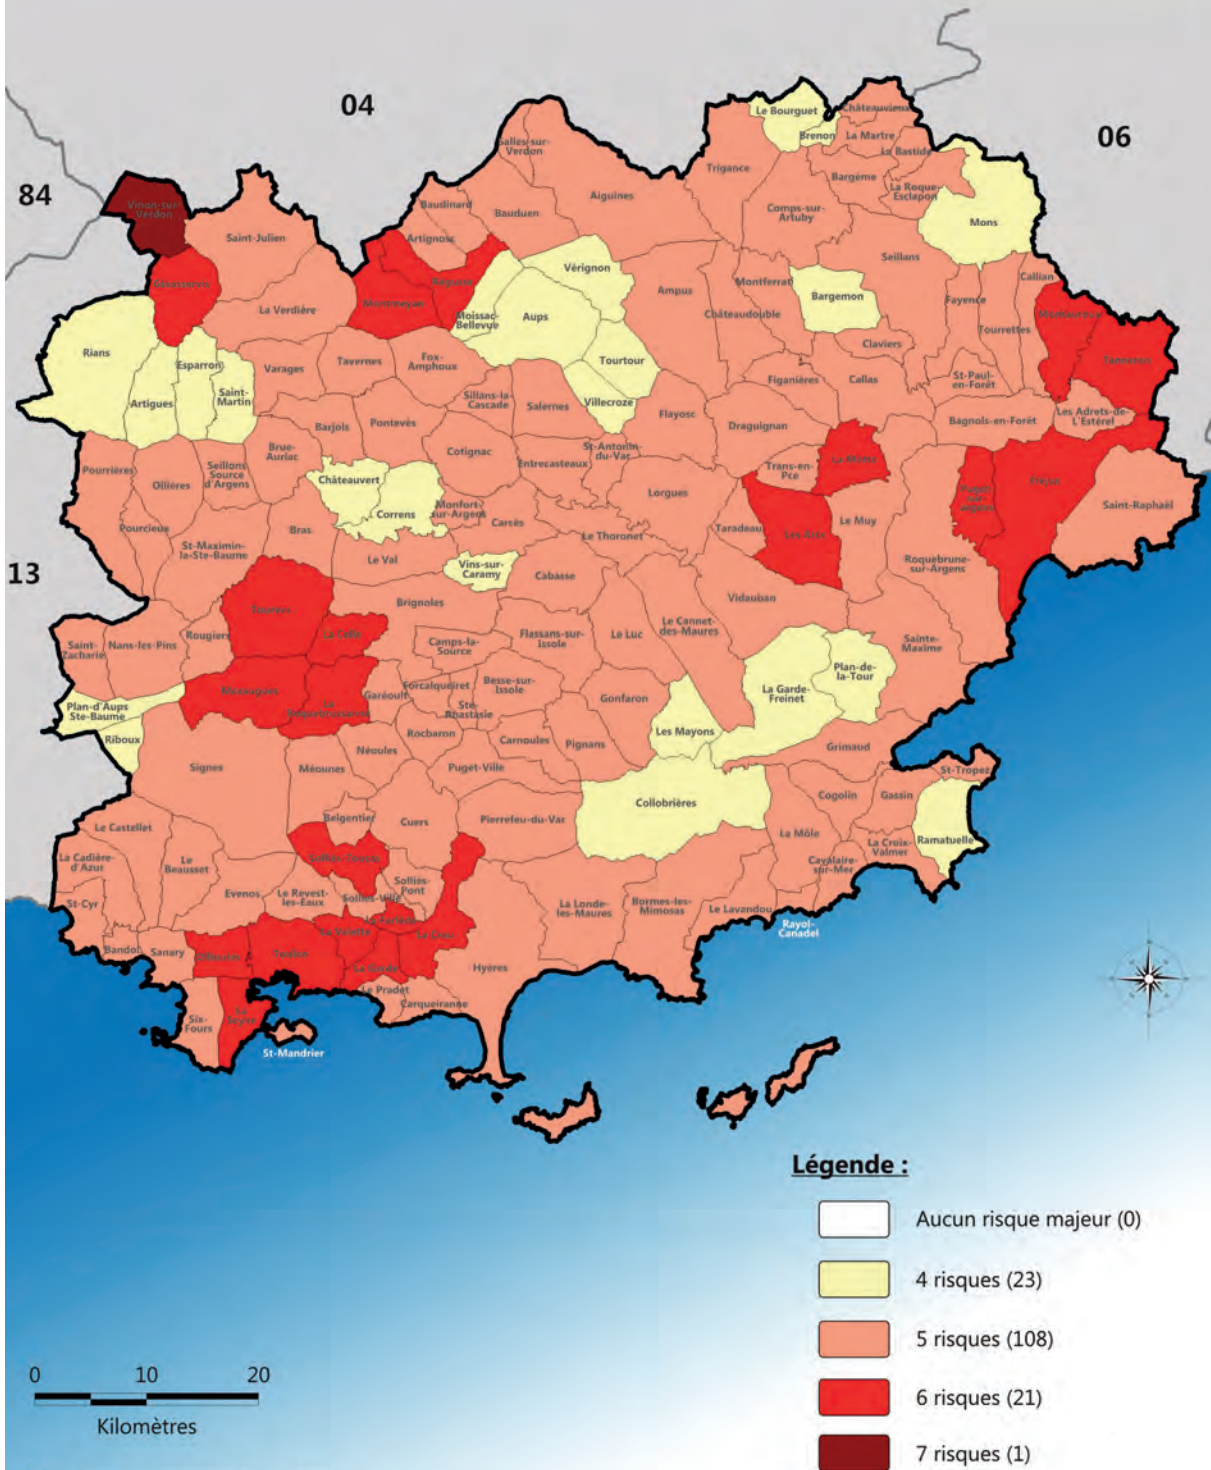 04
06
84
13
Le Bourguet
Brenon
Châteauvieux
La Martre
La Bastide
Salles-sur-
Verdon
Trigance
Bargème
La Roque-
Esclapon
Aiguines
Vinon-sur-
Verdon
Baudinard
Bauduen
Comps-sur-
Artuby
Mons
Saint-Julien
Artignosc
Seillans
Vérignon
Callian
Ginasservis
Régusse
Montmeyan
Ampus
Montferrat
Bargemon
Fayence
La Verdière
Moissac-
Bellevue
Aups
Châteaudouble
Tourrettes
Montauroux
Claviers
Rians
Esparron
Varages
Tavernes
Fox-
Amphoux
Tourtour
Tanneron
Artigues
Saint-
Martin
Figanières
Callas
St-Paul-
en-Forêt
Sillans-la-
Cascade
Salernes
Villecroze
Flayosc
Les Adrets-de-
L'Estérel
Barjols
Pontevès
Draguignan
Bagnols-en-Forêt
Brue-
Auriac
Cotignac
St-Antonin-
du-Var
Pourrières
Ollières
Seillons
Source
d'Argens
Entrecasteaux
Trans-en-
Pce
La Motte
Châteauvert
Lorgues
Puget-
sur-
Argens
Fréjus
Saint-Raphaël
Correns
Monfort-
sur-Argens
Carcès
Pourcieux
Bras
Taradeau
Les Arcs
Le Muy
Le Thoronet
St-Maximin-
la-Ste-Baume
Le Val
Roquebrune-
sur-Argens
Vins-sur-
Caramy
Cabasse
Brignoles
Vidauban
Tourves
Saint-
Zacharie
Nans-les-Pins
Rougiers
La Celle
Camps-la-
Source
Flassans-sur-
Issole
Le Luc
Le Cannet-
des-Maures
Sainte-
Maxime
Plan-de-
la-Tour
Plan-d'Aups
Ste-Baume
Mazaugues
La
Roquebrussanne
Garéoult
Forcalqueiret
Besse-sur-
Issole
Gonfaron
La Garde-
Freinet
Ste-
Anastasie
Riboux
Rocbaron
Carnoules
Pignans
Les Mayons
Grimaud
Signes
Néoules
Méounes
Puget-Ville
St-Tropez
Collobrières
Cogolin
Gassin
Belgentier
Cuers
Pierrefeu-du-Var
Le Castellet
La Môle
La Croix-
Valmer
Ramatuelle
La Cadière-
d'Azur
Le
Beausset
Solliès-Toucas
Cavalaire-
sur-Mer
Evenos
Le Revest-
les-Eaux
Solliès-
Pont
Solliès-Ville
St-Cyr
La Londe-
les-Maures
Bormes-les-
Mimosas
Le Lavandou
Rayol-
Canadel
La Farlède
La Valette
La Crau
Bandol
Sanary
Ollioules
Toulon
La Garde
Hyères
Le Pradet
Carqueiranne
Six-
Fours
La
Seyne
St-Mandrier
Légende :
Aucun risque majeur (0)
4 risques (23)
5 risques (108)
6 risques (21)
7 risques (1)
0 10 20
Kilomètres